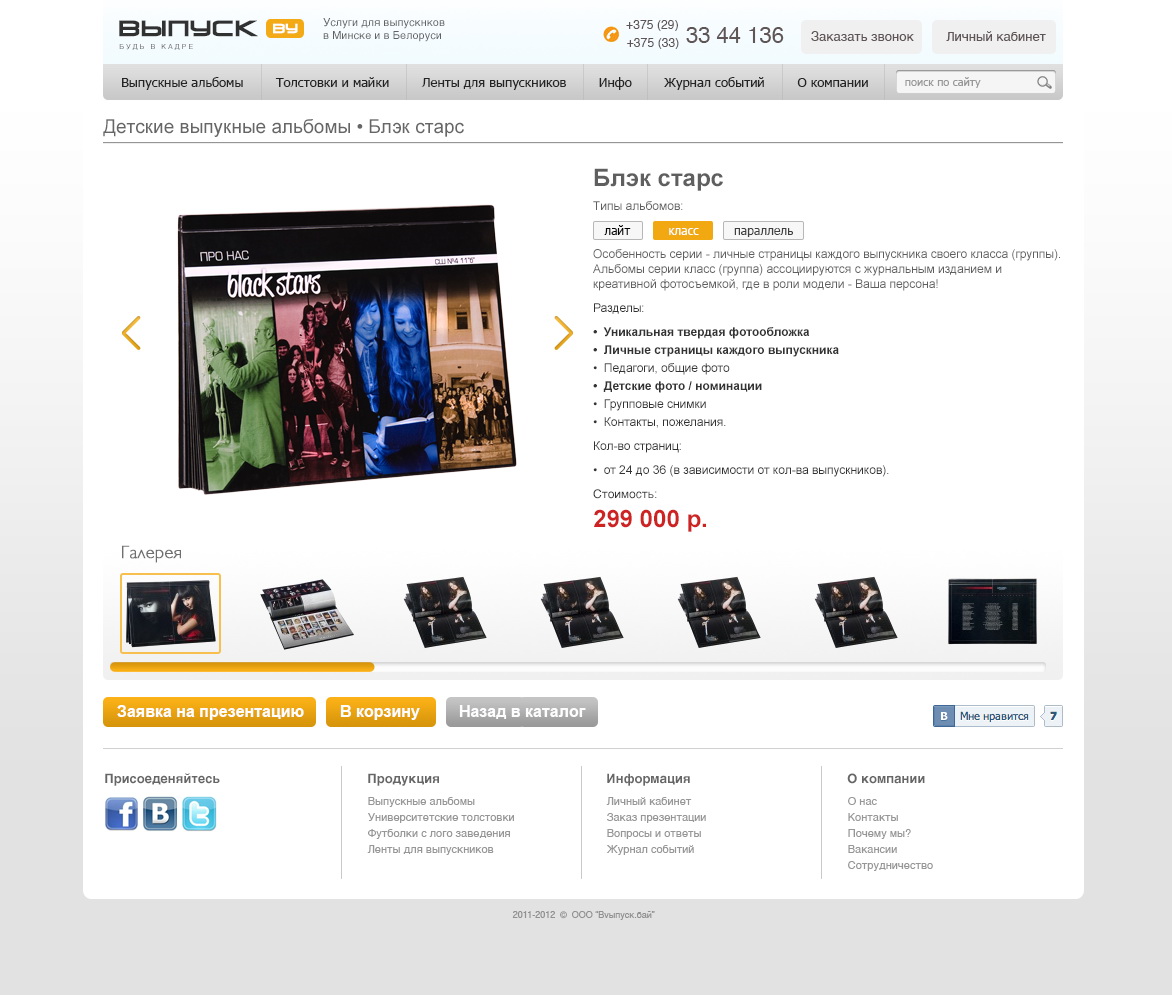 ВЫПУСК BY
БУДЬ В КАДРЕ
Услуги для выпускнков
в Минске и в Белоруси
+375 (29)
+375 (33)
33 44 136
Заказать звонок
Личный кабинет
Выпускные альбомы
Толстовки и майки
Ленты для выпускников
Инфо
Журнал событий
О компании
поиск по сайту
Детские выпукные альбомы • Блэк старс
ПРО НАС
СШ №4 11"Б"
black stars
Блэк старс
Типы альбомов:
лайт
класс
параллель
Особенность серии - личные страницы каждого выпускника своего класса (группы).
Альбомы серии класс (группа) ассоциируются с журнальным изданием и
креативной фотосъемкой, где в роли модели - Ваша персона!
Разделы:
• Уникальная твердая фотообложка
• Личные страницы каждого выпускника
• Педагоги, общие фото
• Детские фото / номинации
• Групповые снимки
• Контакты, пожелания.
Кол-во страниц:
• от 24 до 36 (в зависимости от кол-ва выпускников).
Стоимость:
299 000 р.
Галерея
Заявка на презентацию
В корзину
Назад в каталог
В Мне нравится 7
Присоеденяйтесь
Продукция
Выпускные альбомы
Университетские толстовки
Футболки с лого заведения
Ленты для выпускников
Информация
Личный кабинет
Заказ презентации
Вопросы и ответы
Журнал событий
О компании
О нас
Контакты
Почему мы?
Вакансии
Сотрудничество
2011-2012 © ООО "Вуыпуск.бай"